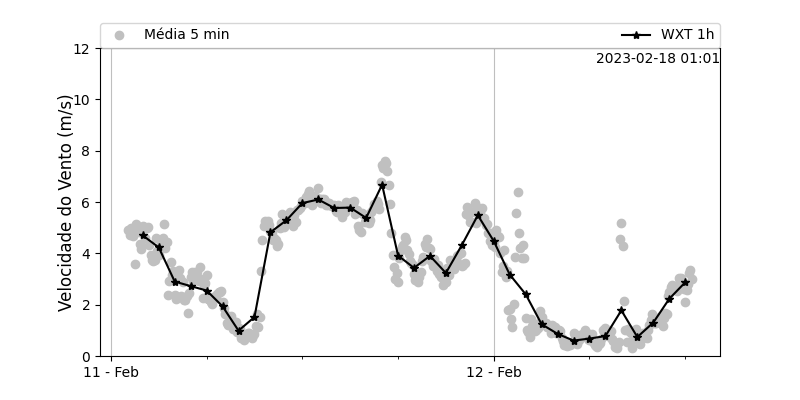 Média 5 min
WXT 1h
2023-02-18 01:01
Velocidade do Vento (m/s)
12
10
8
6
4
2
0
11 - Feb
12 - Feb